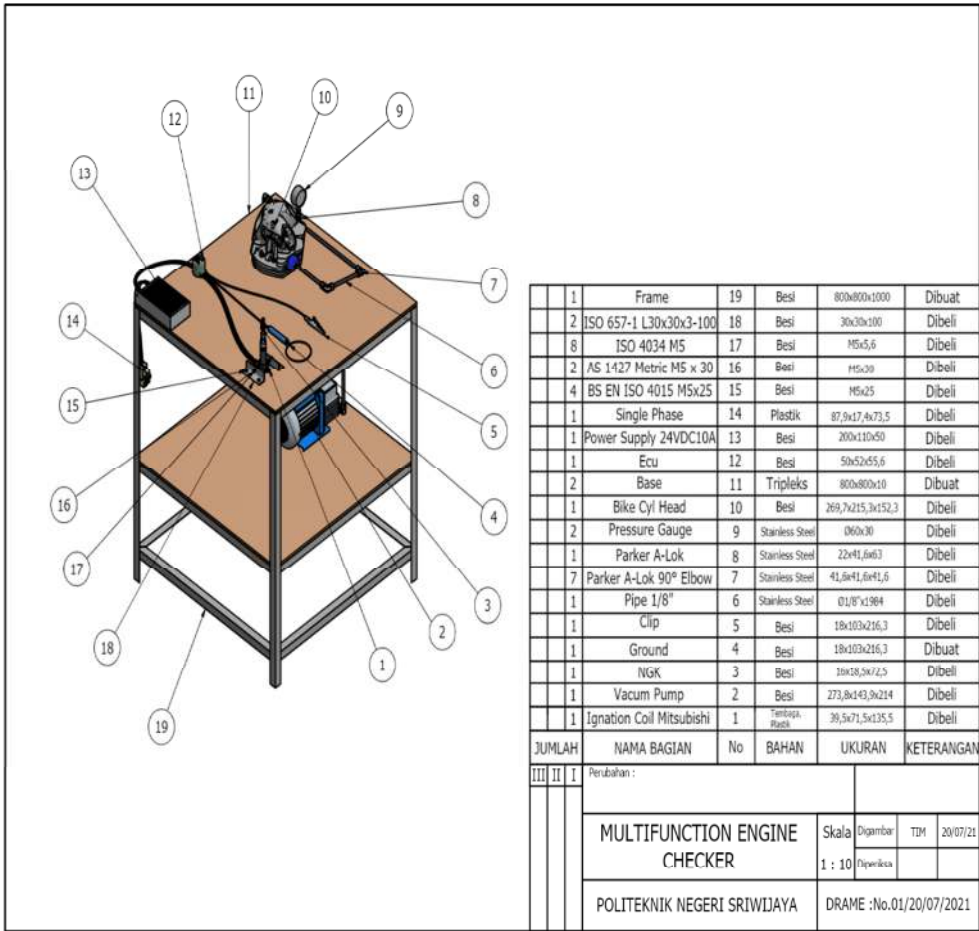 11
10
9
12
13
8
7
14
6
15
5
16
4
17
3
18
2
1
19
1 Frame 19 Besi 800x800x1000 Dibuat
2 ISO 657-1 L30x30x3-100 18 Besi 30x30x100 Dibeli
8 ISO 4034 M5 17 Besi M5x5,6 Dibeli
2 AS 1427 Metric M5 x 30 16 Besi M5x30 Dibeli
4 BS EN ISO 4015 M5x25 15 Besi M5x25 Dibeli
1 Single Phase 14 Plastik 87,9x17,4x73,5 Dibeli
1 Power Supply 24VDC10A 13 Besi 200x110x50 Dibeli
1 Ecu 12 Besi 50x52x55,6 Dibeli
2 Base 11 Tripleks 800x800x10 Dibuat
1 Bike Cyl Head 10 Besi 269,7x215,3x152,3 Dibeli
2 Pressure Gauge 9 Stainless Steel Ø60x30 Dibeli
1 Parker A-Lok 8 Stainless Steel 22x41,6x63 Dibeli
7 Parker A-Lok 90° Elbow 7 Stainless Steel 41,6x41,6x41,6 Dibeli
1 Pipe 1/8" 6 Stainless Steel Ø1/8"x1984 Dibeli
1 Clip 5 Besi 18x103x216,3 Dibeli
1 Ground 4 Besi 18x103x216,3 Dibuat
1 NGK 3 Besi 16x18,5x72,5 Dibeli
1 Vacum Pump 2 Besi 273,8x143,9x214 Dibeli
1 Ignation Coil Mitsubishi 1 Tembaga, Plastik 39,5x71,5x135,5 Dibeli
JUMLAH NAMA BAGIAN No BAHAN UKURAN KETERANGAN
III II I Perubahan :
MULTIFUNCTION ENGINE CHECKER
Skala 1 : 10
Digambar TIM 20/07/21
Diperiksa
POLITEKNIK NEGERI SRIWIJAYA DRAME :No.01/20/07/2021